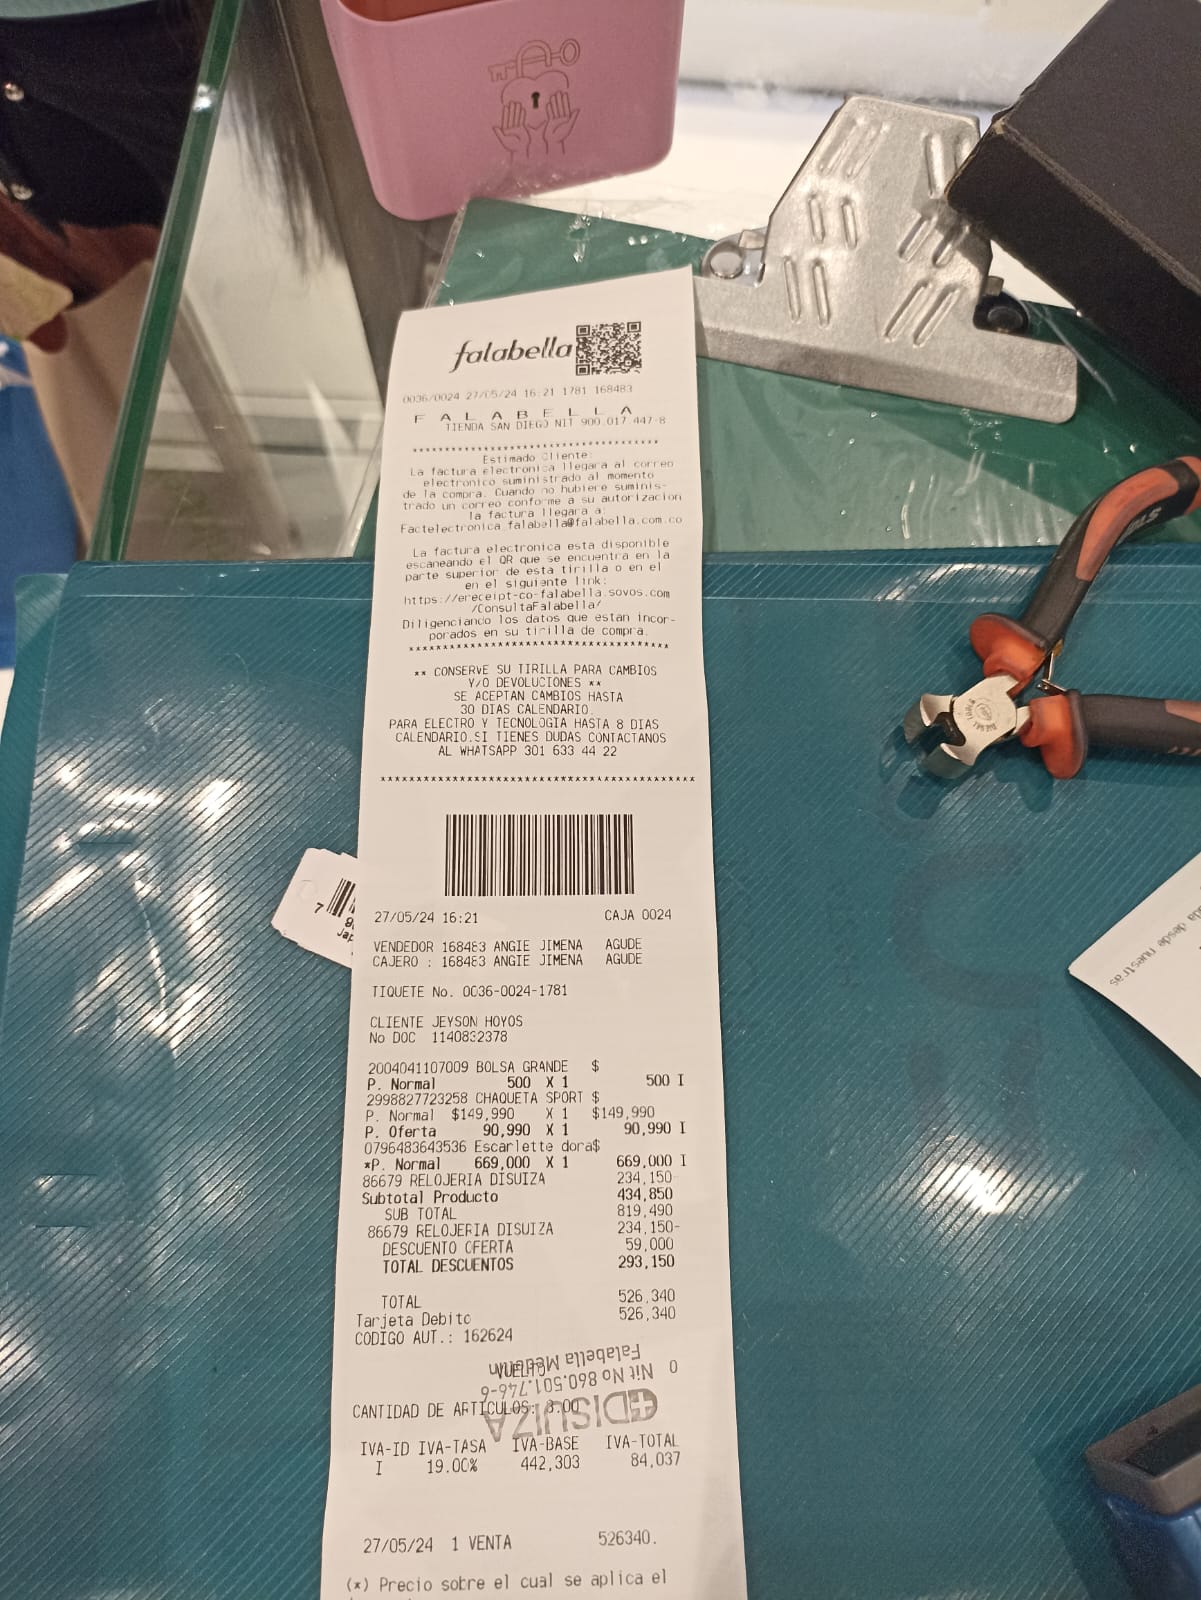 falabella
0036/0024 27/05/24 16:21 1781 168483
F A L A B E L L A
TIENDA SAN DIEGO NIT 900.017.447-8
************************************
Estimado Cliente:
La factura electronica llegara al correo
electronico suministrado al momento
de la compra. Cuando no hubiere suminis-
trado un correo conforme a su autorizacion
la factura llegara a:
Factelectronica.falabella@falabella.com.co
La factura electronica esta disponible
escaneando el QR que se encuentra en la
parte superior de esta tirilla o en el
en el siguiente link:
https://ereceipt-co-falabella.sovos.com
/ConsultaFalabella/
Diligenciando los datos que estan incor-
porados en su tirilla de compra.
************************************
** CONSERVE SU TIRILLA PARA CAMBIOS
Y/O DEVOLUCIONES **
SE ACEPTAN CAMBIOS HASTA
30 DIAS CALENDARIO.
PARA ELECTRO Y TECNOLOGIA HASTA 8 DIAS
CALENDARIO.SI TIENES DUDAS CONTACTANOS
AL WHATSAPP 301 633 44 22
****************************************
27/05/24 16:21 CAJA 0024
VENDEDOR 168483 ANGIE JIMENA AGUDE
CAJERO : 168483 ANGIE JIMENA AGUDE
TIQUETE No. 0036-0024-1781
CLIENTE JEYSON HOYOS
No DOC 1140832378
2004041107009 BOLSA GRANDE $
P. Normal 500 X 1 500 I
2998827723258 CHAQUETA SPORT $
P. Normal $149,990 X 1 $149,990
P. Oferta 90,990 X 1 90,990 I
0796483643536 Escarlette dora$
*P. Normal 669,000 X 1 669,000 I
86679 RELOJERIA DISUIZA 234,150-
Subtotal Producto 434,850
SUB TOTAL 819,490
86679 RELOJERIA DISUIZA 234,150-
DESCUENTO OFERTA 59,000
TOTAL DESCUENTOS 293,150
TOTAL 526,340
Tarjeta Debito 526,340
CODIGO AUT.: 162624
VUELTO 0
Falabella Medellin
Nit No 860.501.746-6
DISUIZA
CANTIDAD DE ARTICULOS: 3.00
IVA-ID IVA-TASA IVA-BASE IVA-TOTAL
I 19.00% 442,303 84,037
27/05/24 1 VENTA 526340.
(*) Precio sobre el cual se aplica el
7
desde nuestras